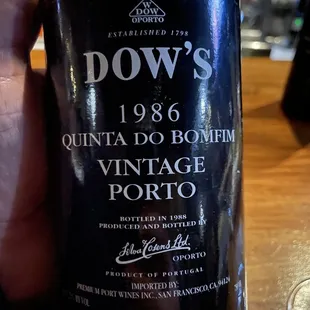 DOW
OPORTO
ESTABLISHED 1798
DOW'S
1986
QUINTA DO BOMFIM
VINTAGE
PORTO
BOTTLED IN 1988
PRODUCED AND BOTTLED BY
Silva & Cosens Ltd.
OPORTO
PRODUCT OF PORTUGAL
IMPORTED BY:
PREMIUM PORT WINES INC., SAN FRANCISCO, CA. 94124